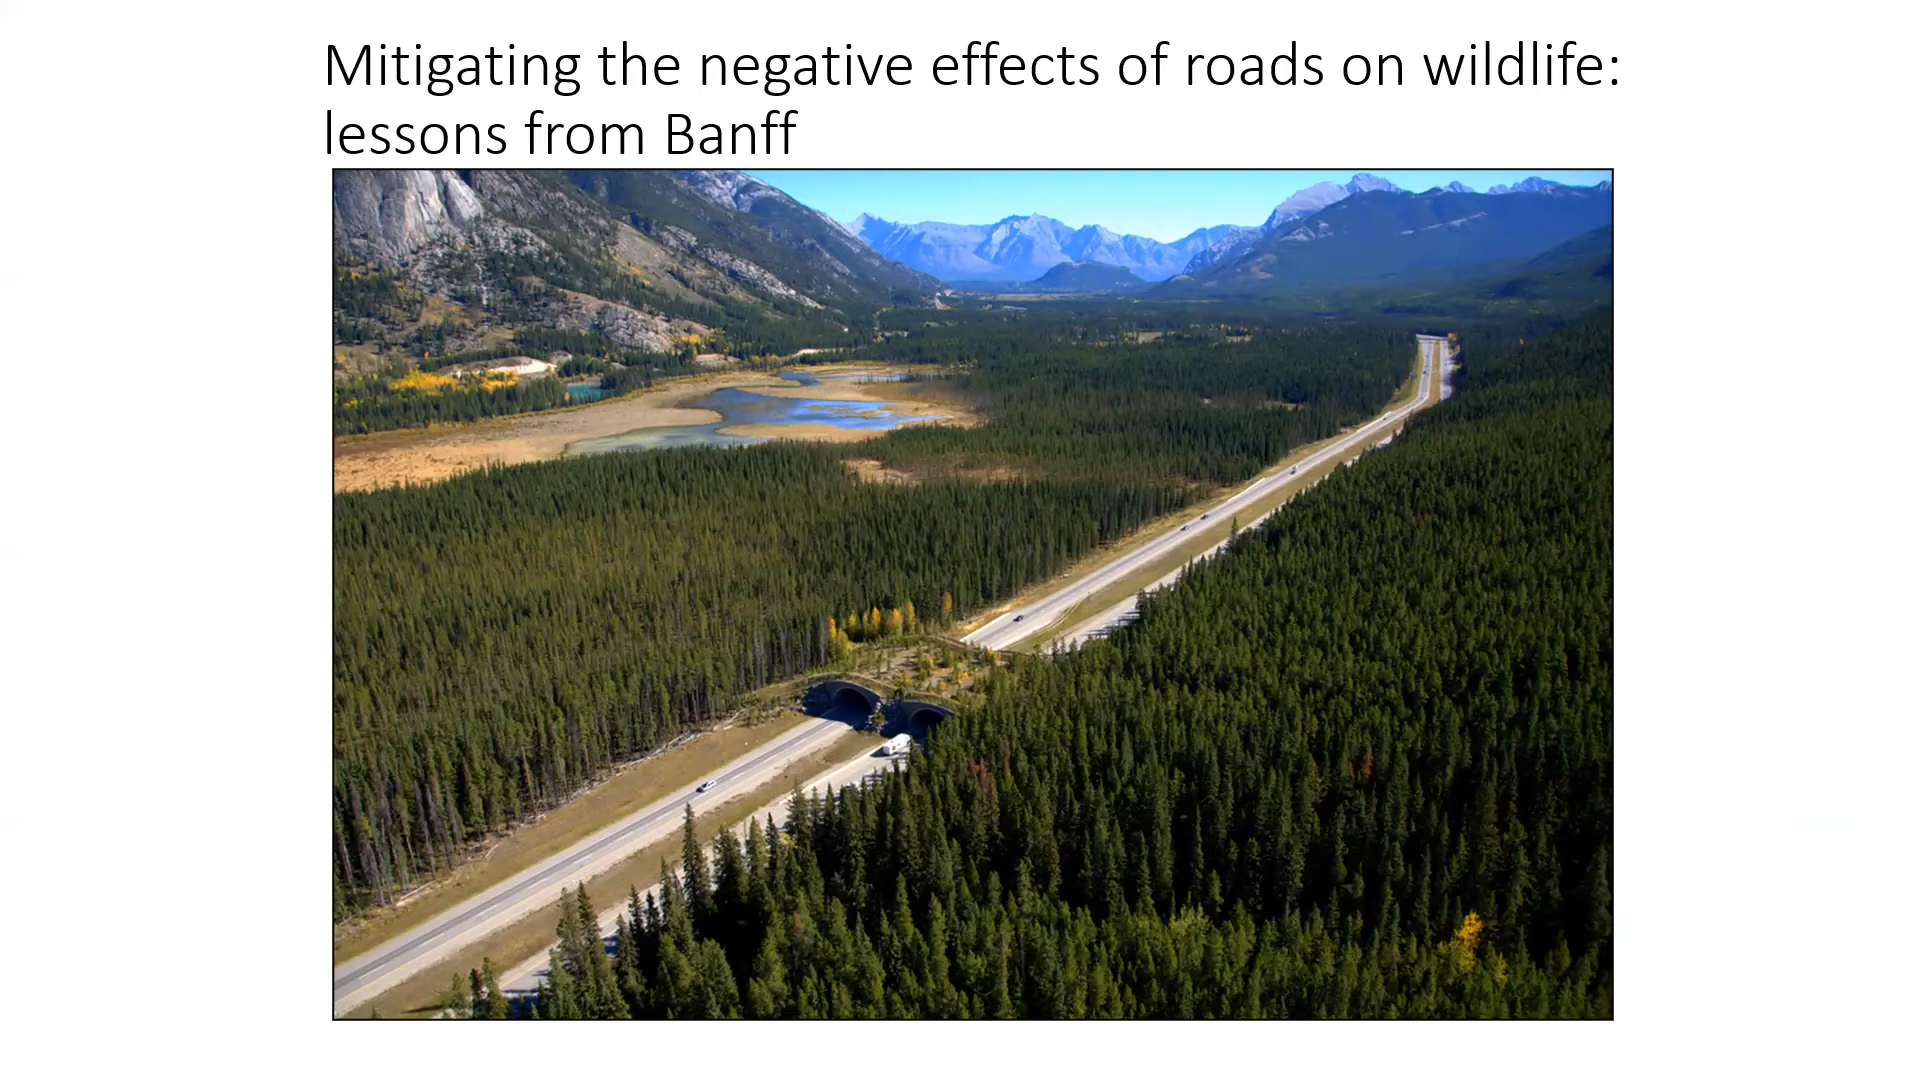 Mitigating the negative effects of roads on wildlife:
lessons from Banff